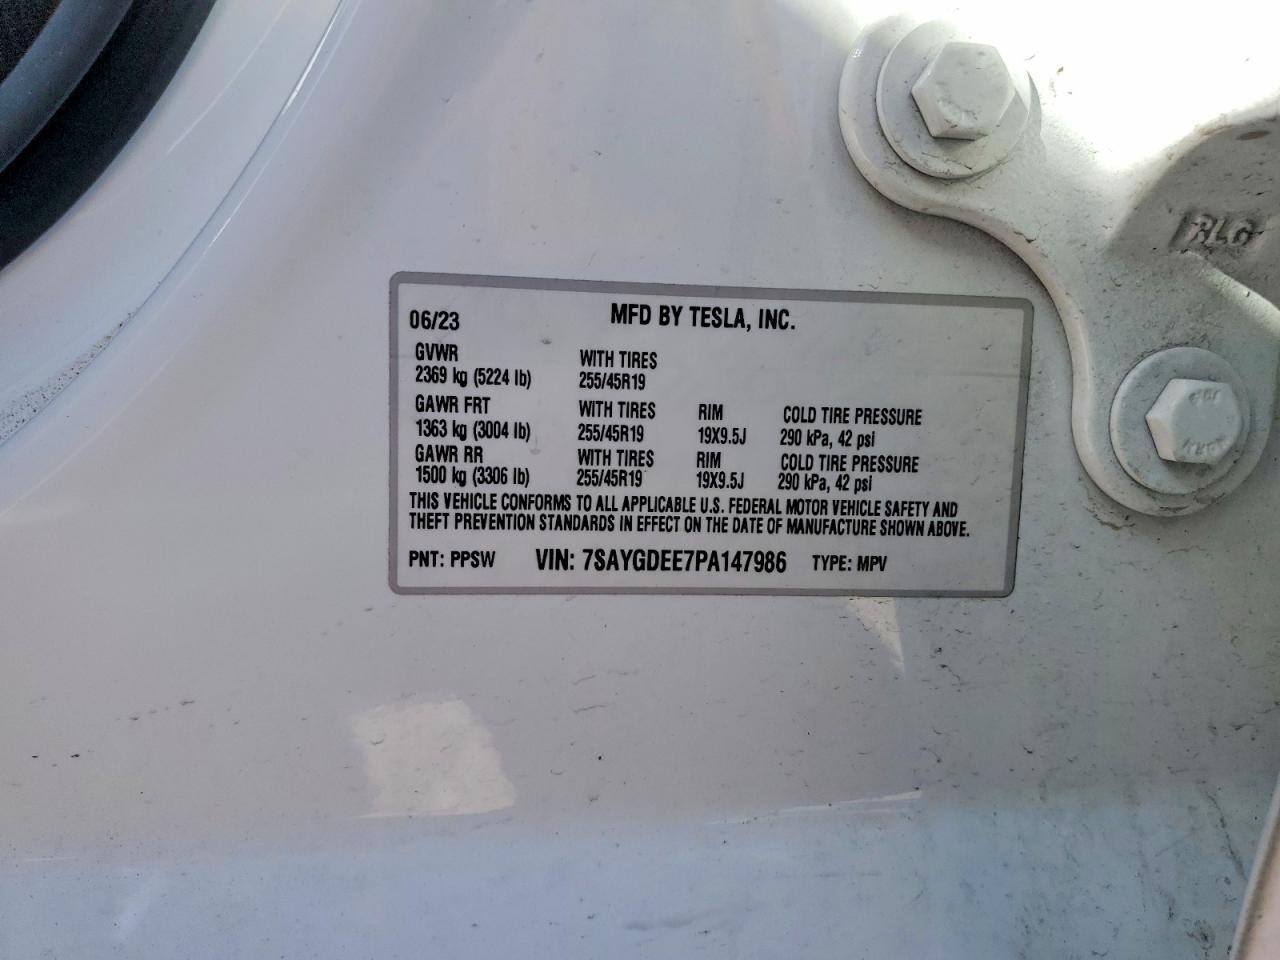 06/23 MFD BY TESLA, INC.
GVWR WITH TIRES
2369 kg (5224 lb) 255/45R19
GAWR FRT WITH TIRES RIM COLD TIRE PRESSURE
1363 kg (3004 lb) 255/45R19 19X9.5J 290 kPa, 42 psi
GAWR RR WITH TIRES RIM COLD TIRE PRESSURE
1500 kg (3306 lb) 255/45R19 19X9.5J 290 kPa, 42 psi
THIS VEHICLE CONFORMS TO ALL APPLICABLE U.S. FEDERAL MOTOR VEHICLE SAFETY AND
THEFT PREVENTION STANDARDS IN EFFECT ON THE DATE OF MANUFACTURE SHOWN ABOVE.
PNT: PPSW VIN: 7SAYGDEE7PA147986 TYPE: MPV